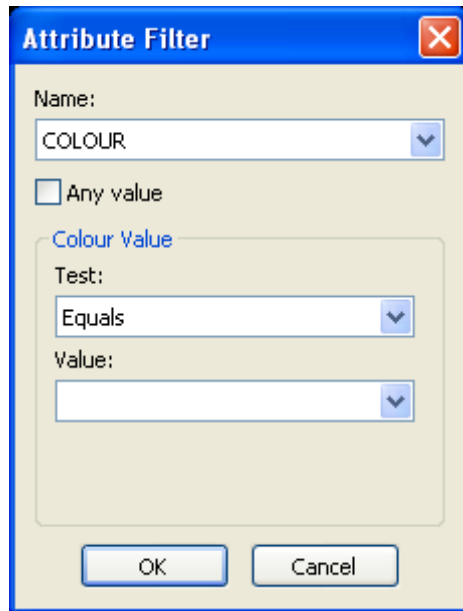 Attribute Filter
Name:
COLOUR
Any value
Colour Value
Test:
Equals
Value:
OK Cancel